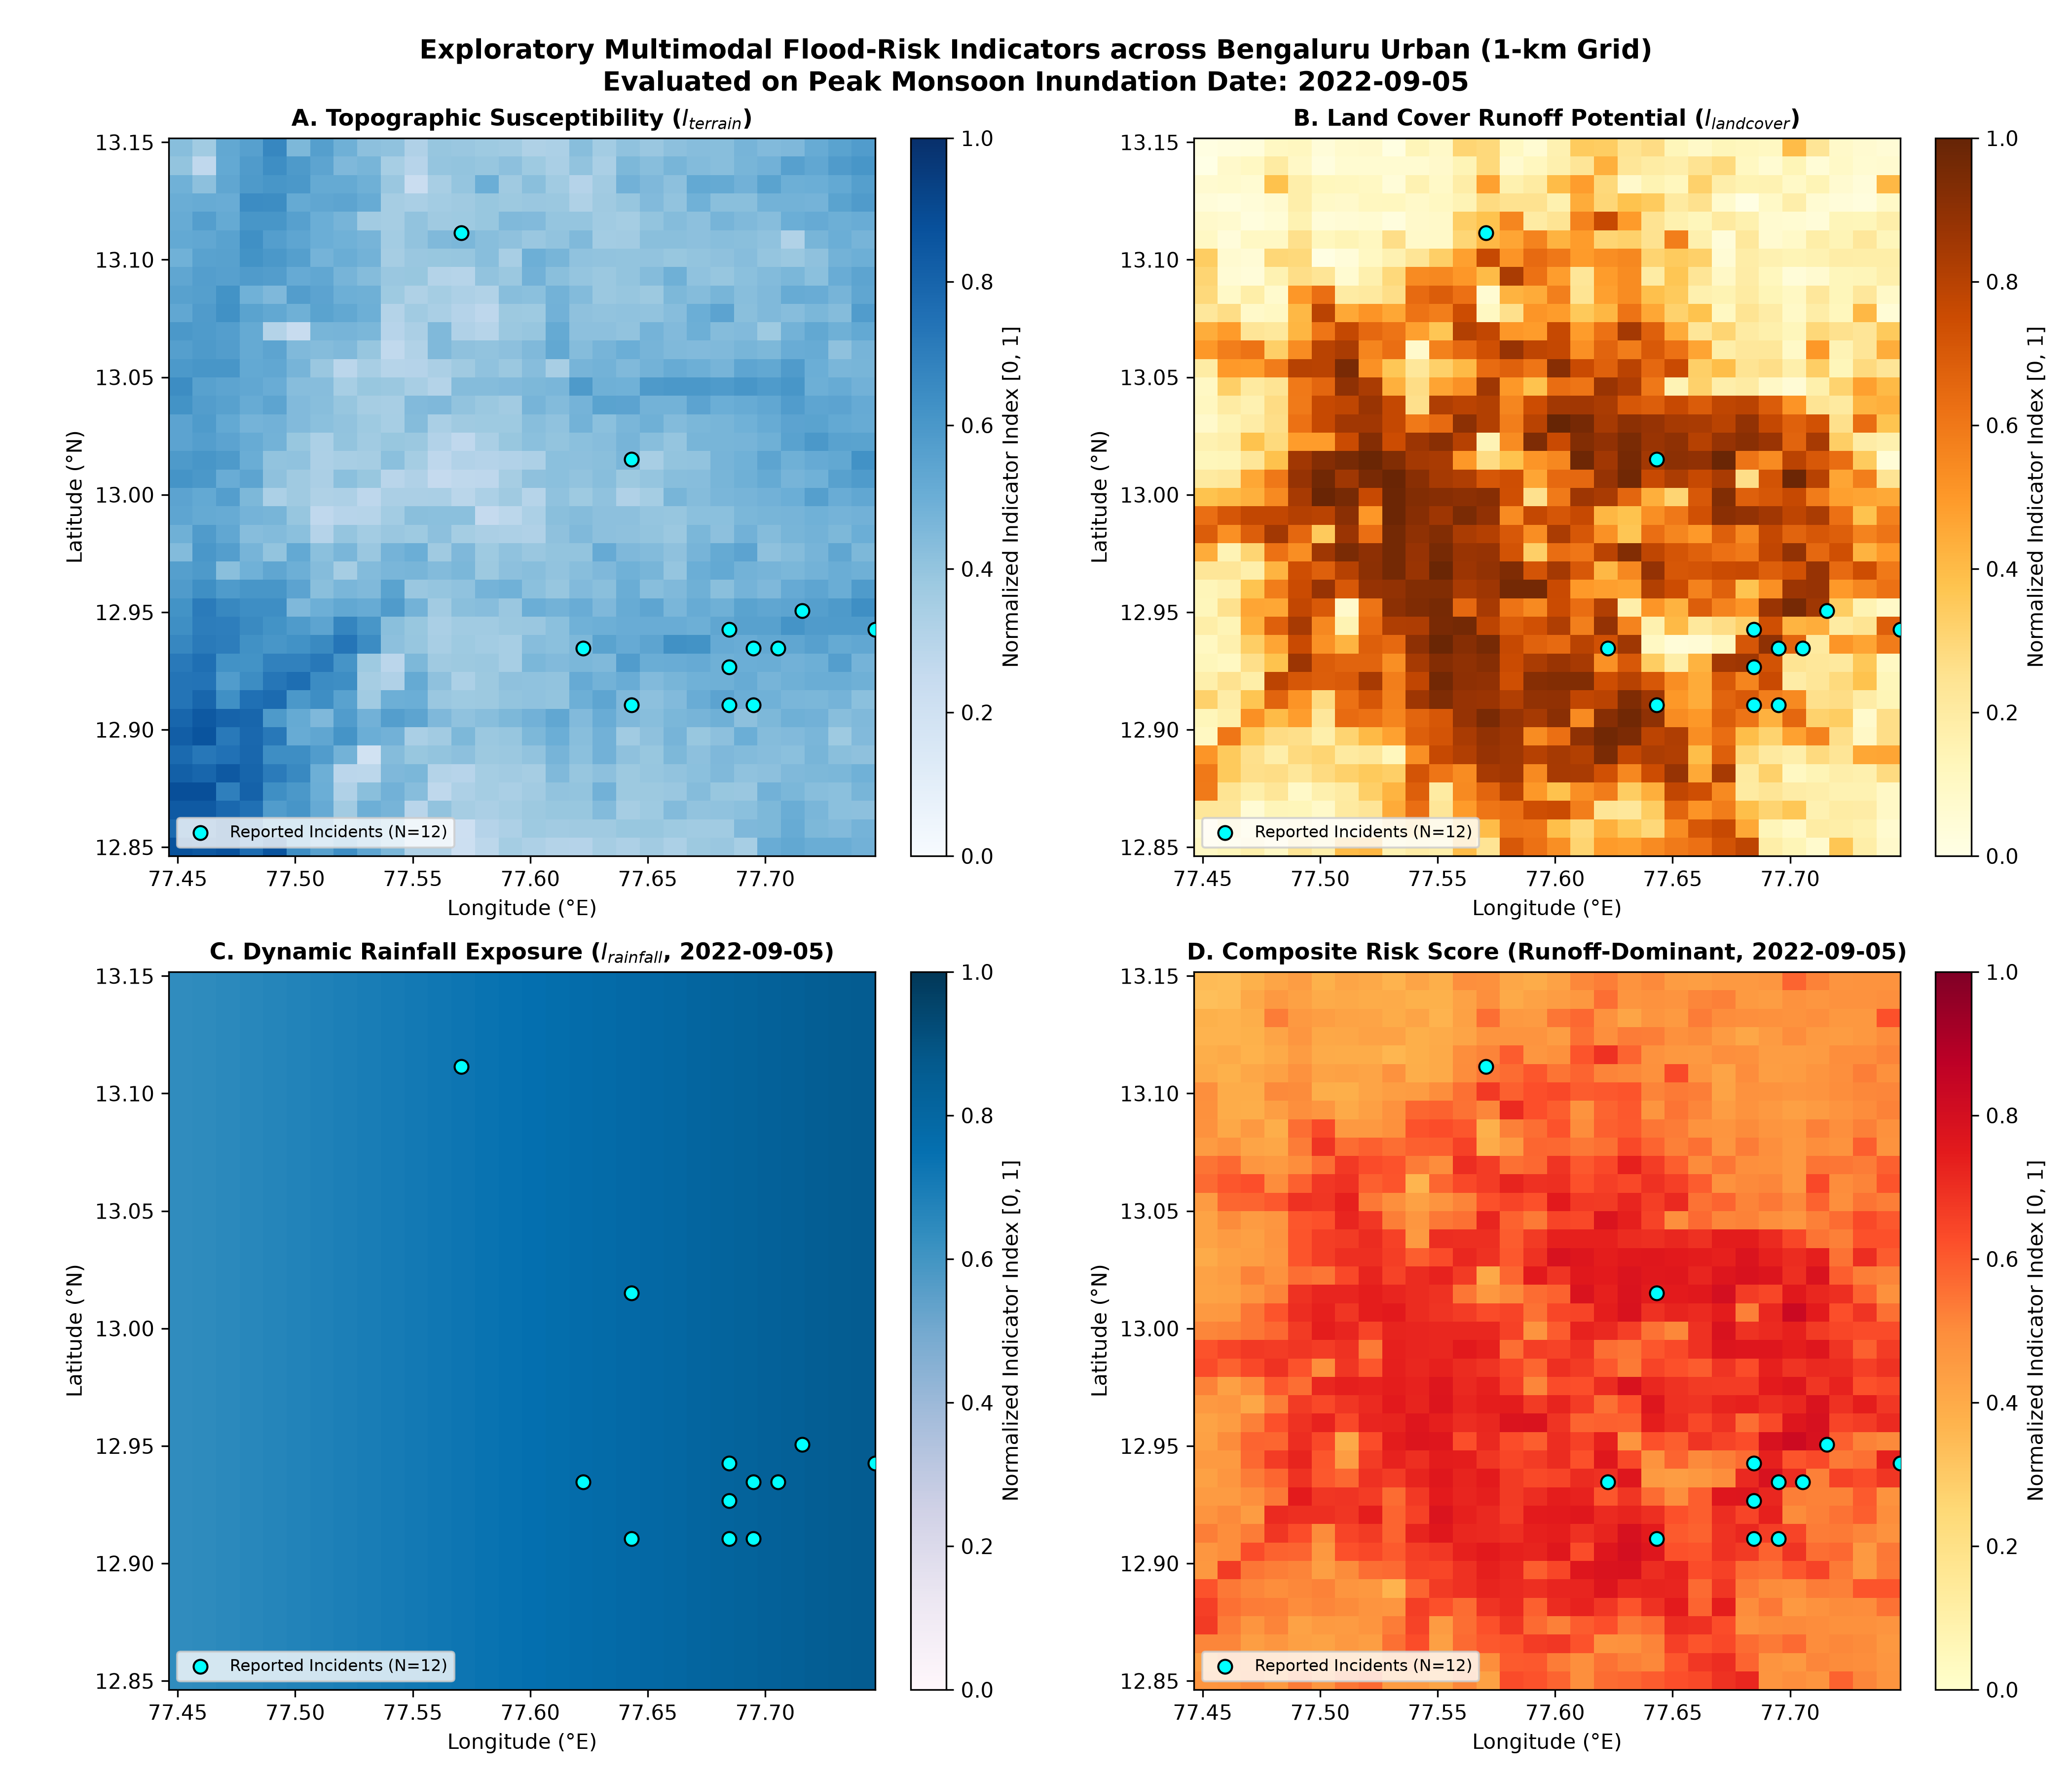 Exploratory Multimodal Flood-Risk Indicators across Bengaluru Urban (1-km Grid)
Evaluated on Peak Monsoon Inundation Date: 2022-09-05
A. Topographic Susceptibility (I_terrain)
13.15
13.10
13.05
13.00
12.95
12.90
12.85
Latitude (°N)
77.45 77.50 77.55 77.60 77.65 77.70
Longitude (°E)
Reported Incidents (N=12)
1.0
0.8
0.6
0.4
0.2
0.0
Normalized Indicator Index [0, 1]
B. Land Cover Runoff Potential (I_landcover)
13.15
13.10
13.05
13.00
12.95
12.90
12.85
Latitude (°N)
77.45 77.50 77.55 77.60 77.65 77.70
Longitude (°E)
Reported Incidents (N=12)
1.0
0.8
0.6
0.4
0.2
0.0
Normalized Indicator Index [0, 1]
C. Dynamic Rainfall Exposure (I_rainfall, 2022-09-05)
13.15
13.10
13.05
13.00
12.95
12.90
12.85
Latitude (°N)
77.45 77.50 77.55 77.60 77.65 77.70
Longitude (°E)
Reported Incidents (N=12)
1.0
0.8
0.6
0.4
0.2
0.0
Normalized Indicator Index [0, 1]
D. Composite Risk Score (Runoff-Dominant, 2022-09-05)
13.15
13.10
13.05
13.00
12.95
12.90
12.85
Latitude (°N)
77.45 77.50 77.55 77.60 77.65 77.70
Longitude (°E)
Reported Incidents (N=12)
1.0
0.8
0.6
0.4
0.2
0.0
Normalized Indicator Index [0, 1]